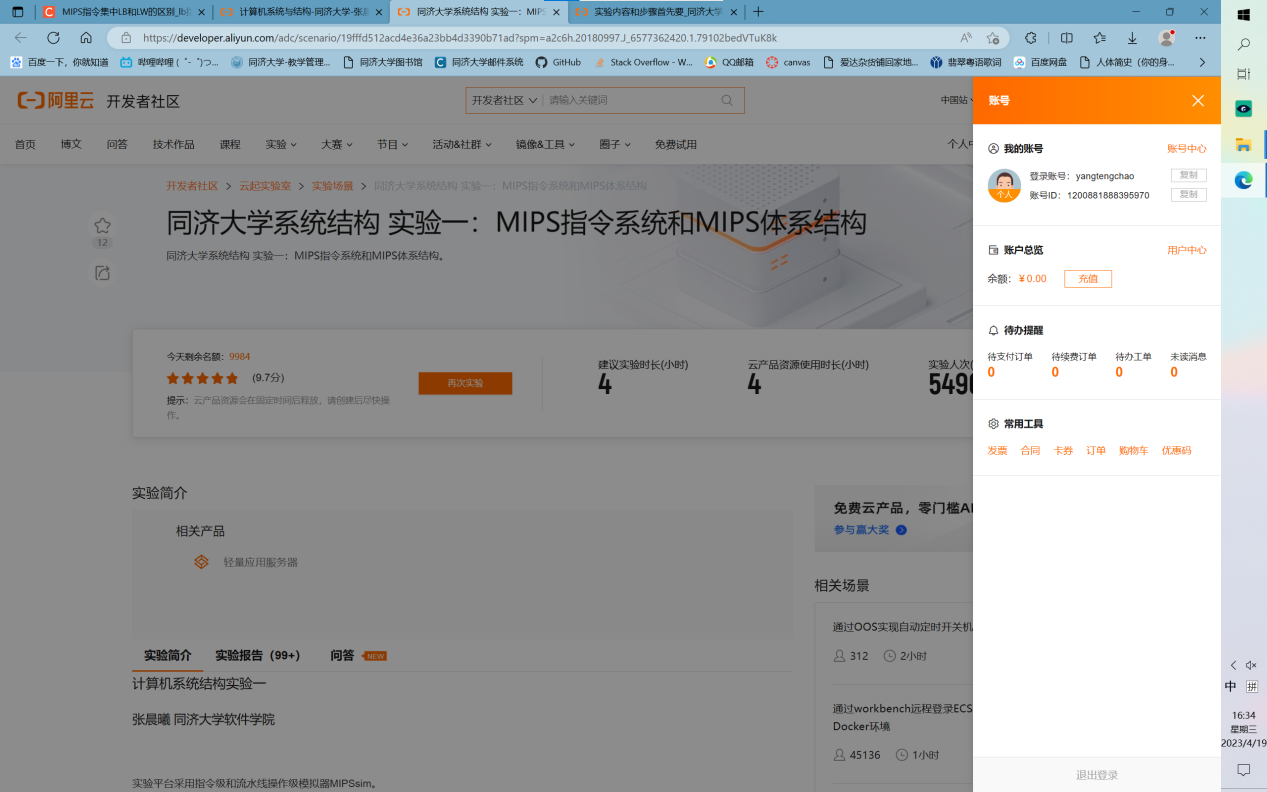 MIPS指令集中LB和LW的区别_lb指
计算机系统与结构-同济大学-张晨
同济大学系统结构 实验一：MIPS
实验内容和步骤首先要_同济大学
https://developer.aliyun.com/adc/scenario/19fffd512acd4e36a23bb4d3390b71ad?spm=a2c6h.20180997.J_6577362420.1.79102bedVTuK8k
百度一下，你就知道
哔哩哔哩 (゜-゜)つ...
同济大学-教学管理...
同济大学图书馆
同济大学邮件系统
GitHub
Stack Overflow - W...
QQ邮箱
canvas
爱达杂货铺回家地...
翡翠粤语歌词
百度网盘
人体简史（你的身...
阿里云 开发者社区
开发者社区
请输入关键词
中国站
首页
博文
问答
技术作品
课程
实验
大赛
节目
活动&社群
镜像&工具
圈子
免费试用
个人中
开发者社区 > 云起实验室 > 实验场景 > 同济大学系统结构 实验一：MIPS指令系统和MIPS体系结构
同济大学系统结构 实验一：MIPS指令系统和MIPS体系结构
12
同济大学系统结构 实验一：MIPS指令系统和MIPS体系结构。
今天剩余名额：9984
(9.7分)
提示：云产品资源会在固定时间后释放，请创建后尽快操作。
再次实验
建议实验时长(小时)
4
云产品资源使用时长(小时)
4
实验人次(
5490
实验简介
相关产品
轻量应用服务器
实验简介
实验报告（99+）
问答
NEW
计算机系统结构实验一
张晨曦 同济大学软件学院
实验平台采用指令级和流水线操作级模拟器MIPSsim。
免费云产品，零门槛AI
参与赢大奖
相关场景
通过OOS实现自动定时开关机
312
2小时
通过workbench远程登录ECS
Docker环境
45136
1小时
账号
我的账号
账号中心
个人
登录账号：yangtengchao
复制
账号ID：1200881888395970
复制
账户总览
用户中心
余额：¥ 0.00
充值
待办提醒
待支付订单
待续费订单
待办工单
未读消息
0
0
0
0
常用工具
发票
合同
卡券
订单
购物车
优惠码
退出登录
中
拼
16:34
星期三
2023/4/19